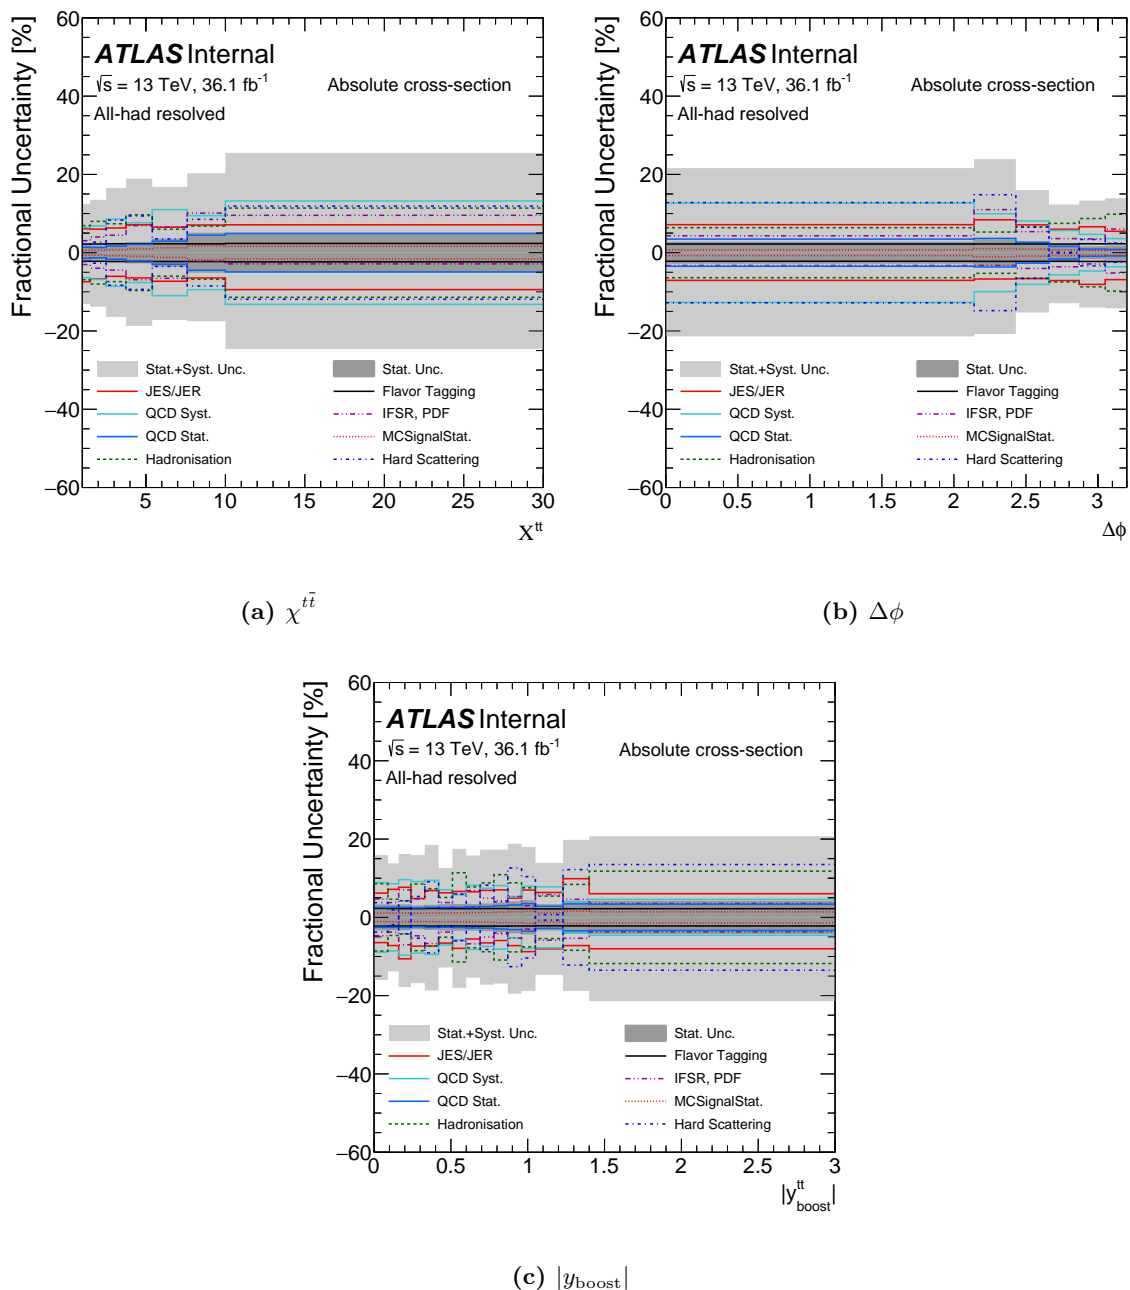 Fractional Uncertainty [%]
60
40
20
0
−20
−40
−60
ATLAS Internal
√s = 13 TeV, 36.1 fb⁻¹
Absolute cross-section
All-had resolved
Stat.+Syst. Unc.
Stat. Unc.
JES/JER
Flavor Tagging
QCD Syst.
IFSR, PDF
QCD Stat.
MCSignalStat.
Hadronisation
Hard Scattering
5 10 15 20 25 30
χ^tt
(a) χ^{tt̄}
Fractional Uncertainty [%]
60
40
20
0
−20
−40
−60
ATLAS Internal
√s = 13 TeV, 36.1 fb⁻¹
Absolute cross-section
All-had resolved
Stat.+Syst. Unc.
Stat. Unc.
JES/JER
Flavor Tagging
QCD Syst.
IFSR, PDF
QCD Stat.
MCSignalStat.
Hadronisation
Hard Scattering
0 0.5 1 1.5 2 2.5 3
Δϕ
(b) Δϕ
Fractional Uncertainty [%]
60
40
20
0
−20
−40
−60
ATLAS Internal
√s = 13 TeV, 36.1 fb⁻¹
Absolute cross-section
All-had resolved
Stat.+Syst. Unc.
Stat. Unc.
JES/JER
Flavor Tagging
QCD Syst.
IFSR, PDF
QCD Stat.
MCSignalStat.
Hadronisation
Hard Scattering
0 0.5 1 1.5 2 2.5 3
|y^tt_boost|
(c) |y_boost|